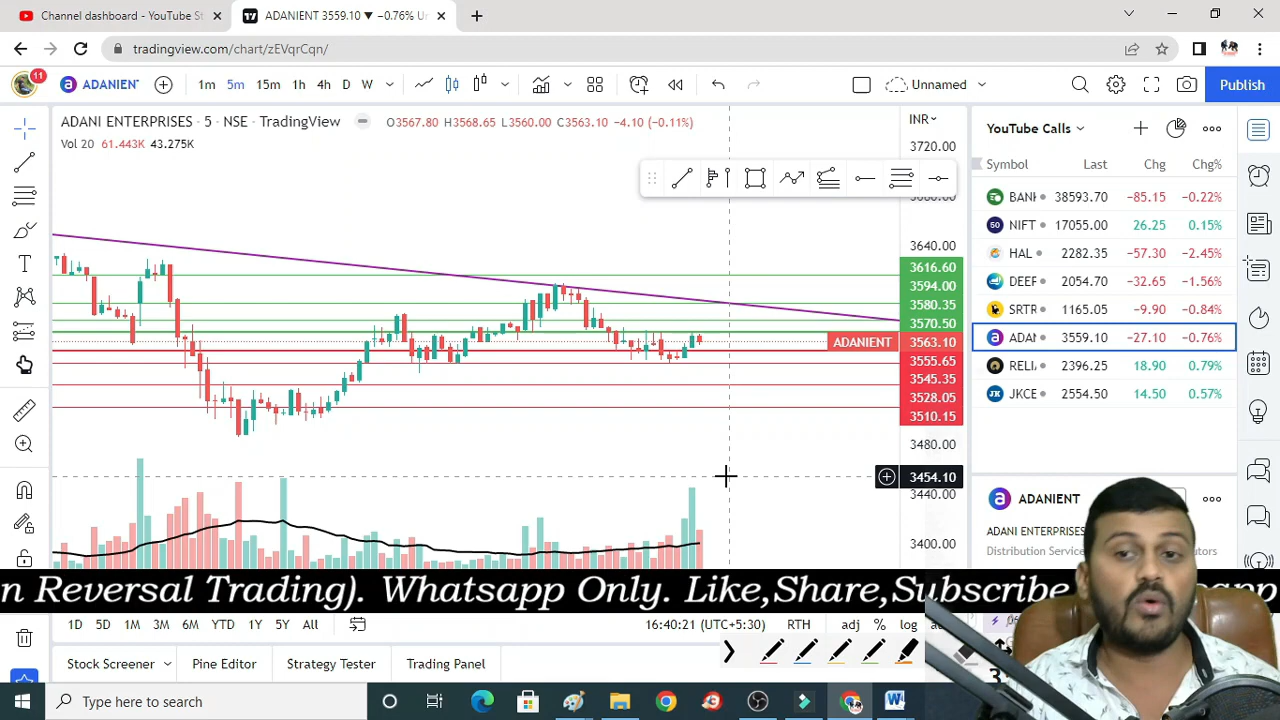 Channel dashboard - YouTube St
ADANIENT 3559.10 ▼ −0.76% Un
tradingview.com/chart/zEVqrCqn/
11
ADANIENT
1m 5m 15m 1h 4h D W
Unnamed
Publish
ADANI ENTERPRISES · 5 · NSE · TradingView
O3567.80 H3568.65 L3560.00 C3563.10 −4.10 (−0.11%)
INR
Vol 20 61.443K 43.275K
3720.00
3640.00
3616.60
3594.00
3580.35
3570.50
ADANIENT 3563.10
3555.65
3545.35
3528.05
3510.15
3480.00
3454.10
3440.00
3400.00
YouTube Calls
Symbol Last Chg Chg%
BANK 38593.70 −85.15 −0.22%
50 NIFT 17055.00 26.25 0.15%
HAL 2282.35 −57.30 −2.45%
DEEP 2054.70 −32.65 −1.56%
SRTR 1165.05 −9.90 −0.84%
ADAN 3559.10 −27.10 −0.76%
RELI 2396.25 18.90 0.79%
JKCE 2554.50 14.50 0.57%
ADANIENT
ADANI ENTERPRISES
Distribution Services
n Reversal Trading). Whatsapp Only. Like,Share,Subscribe
1D 5D 1M 3M 6M YTD 1Y 5Y All
16:40:21 (UTC+5:30) RTH adj % log
Stock Screener Pine Editor Strategy Tester Trading Panel
Type here to search